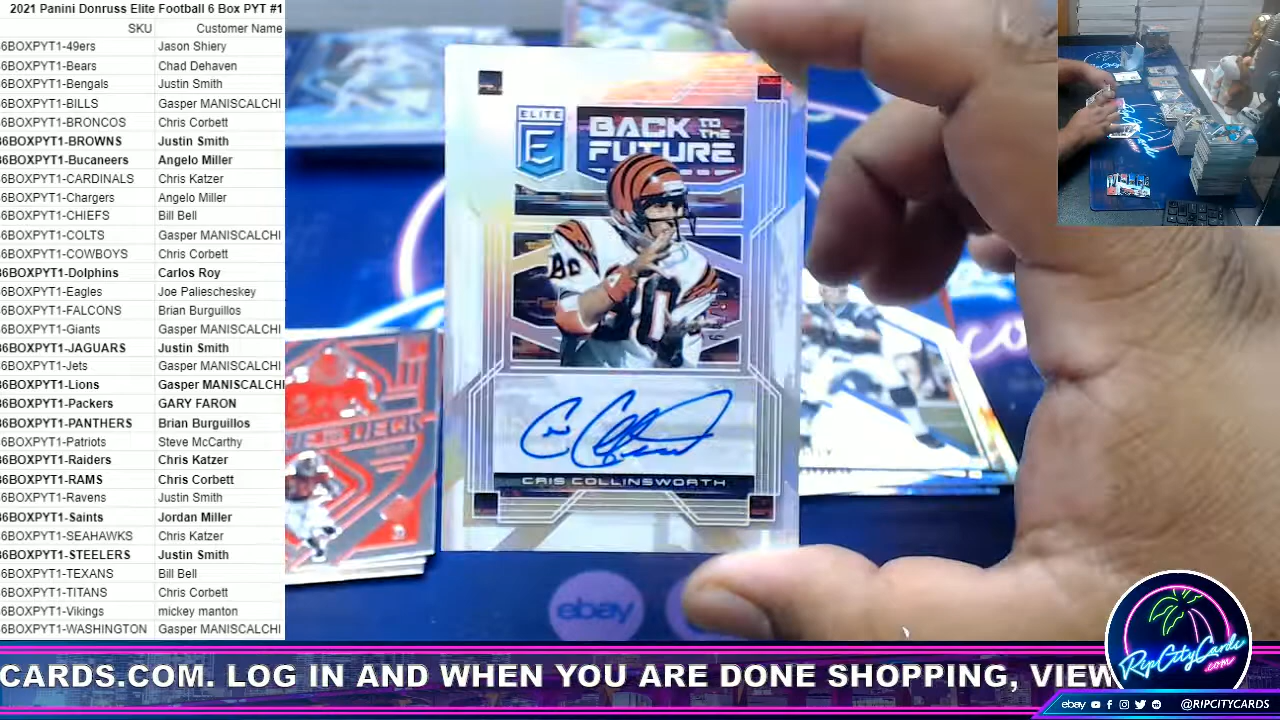 2021 Panini Donruss Elite Football 6 Box PYT #1
SKU Customer Name
6BOXPYT1-49ers Jason Shiery
6BOXPYT1-Bears Chad Dehaven
6BOXPYT1-Bengals Justin Smith
6BOXPYT1-BILLS Gasper MANISCALCHI
6BOXPYT1-BRONCOS Chris Corbett
6BOXPYT1-BROWNS Justin Smith
6BOXPYT1-Bucaneers Angelo Miller
6BOXPYT1-CARDINALS Chris Katzer
6BOXPYT1-Chargers Angelo Miller
6BOXPYT1-CHIEFS Bill Bell
6BOXPYT1-COLTS Gasper MANISCALCHI
6BOXPYT1-COWBOYS Chris Corbett
6BOXPYT1-Dolphins Carlos Roy
6BOXPYT1-Eagles Joe Paliescheskey
6BOXPYT1-FALCONS Brian Burguillos
6BOXPYT1-Giants Gasper MANISCALCHI
6BOXPYT1-JAGUARS Justin Smith
6BOXPYT1-Jets Gasper MANISCALCHI
6BOXPYT1-Lions Gasper MANISCALCHI
6BOXPYT1-Packers GARY FARON
6BOXPYT1-PANTHERS Brian Burguillos
6BOXPYT1-Patriots Steve McCarthy
6BOXPYT1-Raiders Chris Katzer
6BOXPYT1-RAMS Chris Corbett
6BOXPYT1-Ravens Justin Smith
6BOXPYT1-Saints Jordan Miller
6BOXPYT1-SEAHAWKS Chris Katzer
6BOXPYT1-STEELERS Justin Smith
6BOXPYT1-TEXANS Bill Bell
6BOXPYT1-TITANS Chris Corbett
6BOXPYT1-Vikings mickey manton
6BOXPYT1-WASHINGTON Gasper MANISCALCHI
ELITE
E
BACK TO THE
FUTURE
80
CRIS COLLINSWORTH
DECK
ebay
CARDS.COM. LOG IN AND WHEN YOU ARE DONE SHOPPING, VIEW
RipCityCards
.com
ebay @RIPCITYCARDS